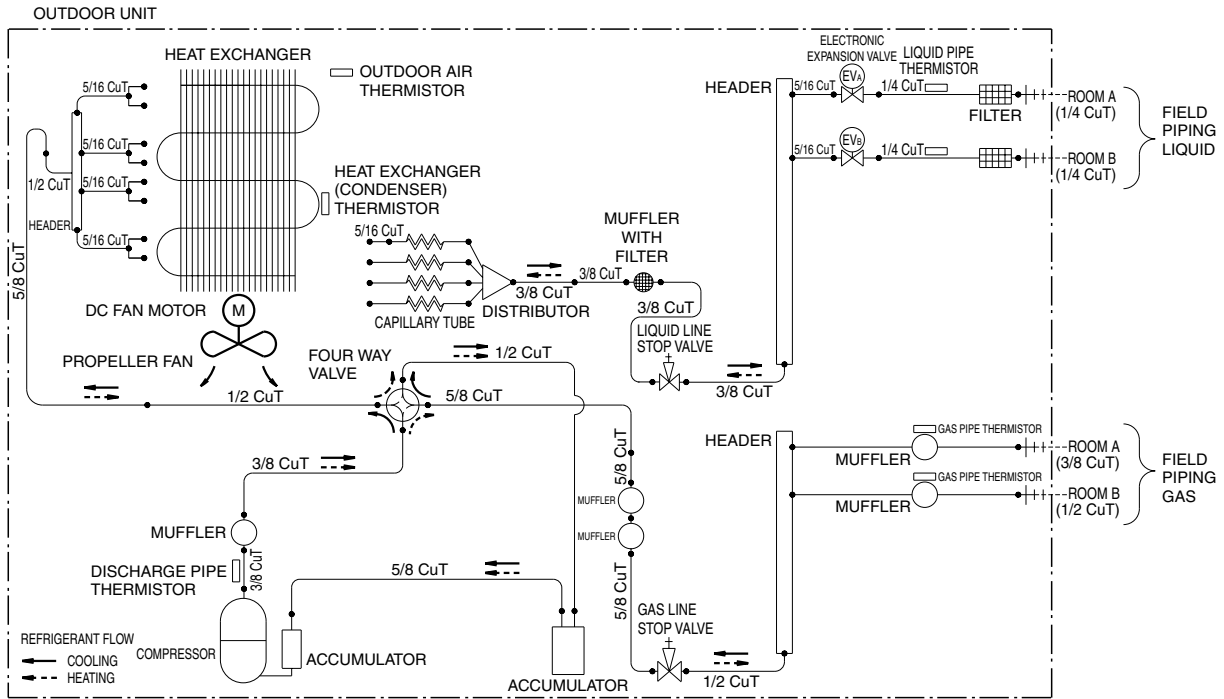 OUTDOOR UNIT
HEAT EXCHANGER
5/16 CuT
5/16 CuT
5/16 CuT
5/16 CuT
1/2 CuT
HEADER
5/8 CuT
OUTDOOR AIR
THERMISTOR
HEAT EXCHANGER
(CONDENSER)
THERMISTOR
DC FAN MOTOR
M
PROPELLER FAN
5/16 CuT
CAPILLARY TUBE
DISTRIBUTOR
3/8 CuT
3/8 CuT
MUFFLER
WITH
FILTER
3/8 CuT
LIQUID LINE
STOP VALVE
3/8 CuT
HEADER
ELECTRONIC
EXPANSION VALVE
LIQUID PIPE
THERMISTOR
5/16 CuT
EVA
1/4 CuT
FILTER
ROOM A
(1/4 CuT)
5/16 CuT
EVB
1/4 CuT
ROOM B
(1/4 CuT)
FIELD
PIPING
LIQUID
FOUR WAY
VALVE
1/2 CuT
1/2 CuT
5/8 CuT
3/8 CuT
5/8 CuT
MUFFLER
MUFFLER
5/8 CuT
HEADER
GAS PIPE THERMISTOR
MUFFLER
ROOM A
(3/8 CuT)
GAS PIPE THERMISTOR
MUFFLER
ROOM B
(1/2 CuT)
FIELD
PIPING
GAS
MUFFLER
DISCHARGE PIPE
THERMISTOR
3/8 CuT
5/8 CuT
GAS LINE
STOP VALVE
1/2 CuT
REFRIGERANT FLOW
COOLING
HEATING
COMPRESSOR
ACCUMULATOR
ACCUMULATOR